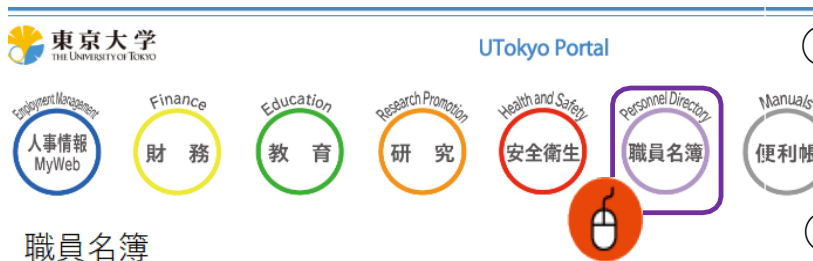 東京大学
THE UNIVERSITY OF TOKYO
UTokyo Portal
Employment Management
人事情報
MyWeb
Finance
財 務
Education
教 育
Research Promotion
研 究
Health and Safety
安全衛生
Personnel Directory
職員名簿
Manuals
便利帳
職員名簿